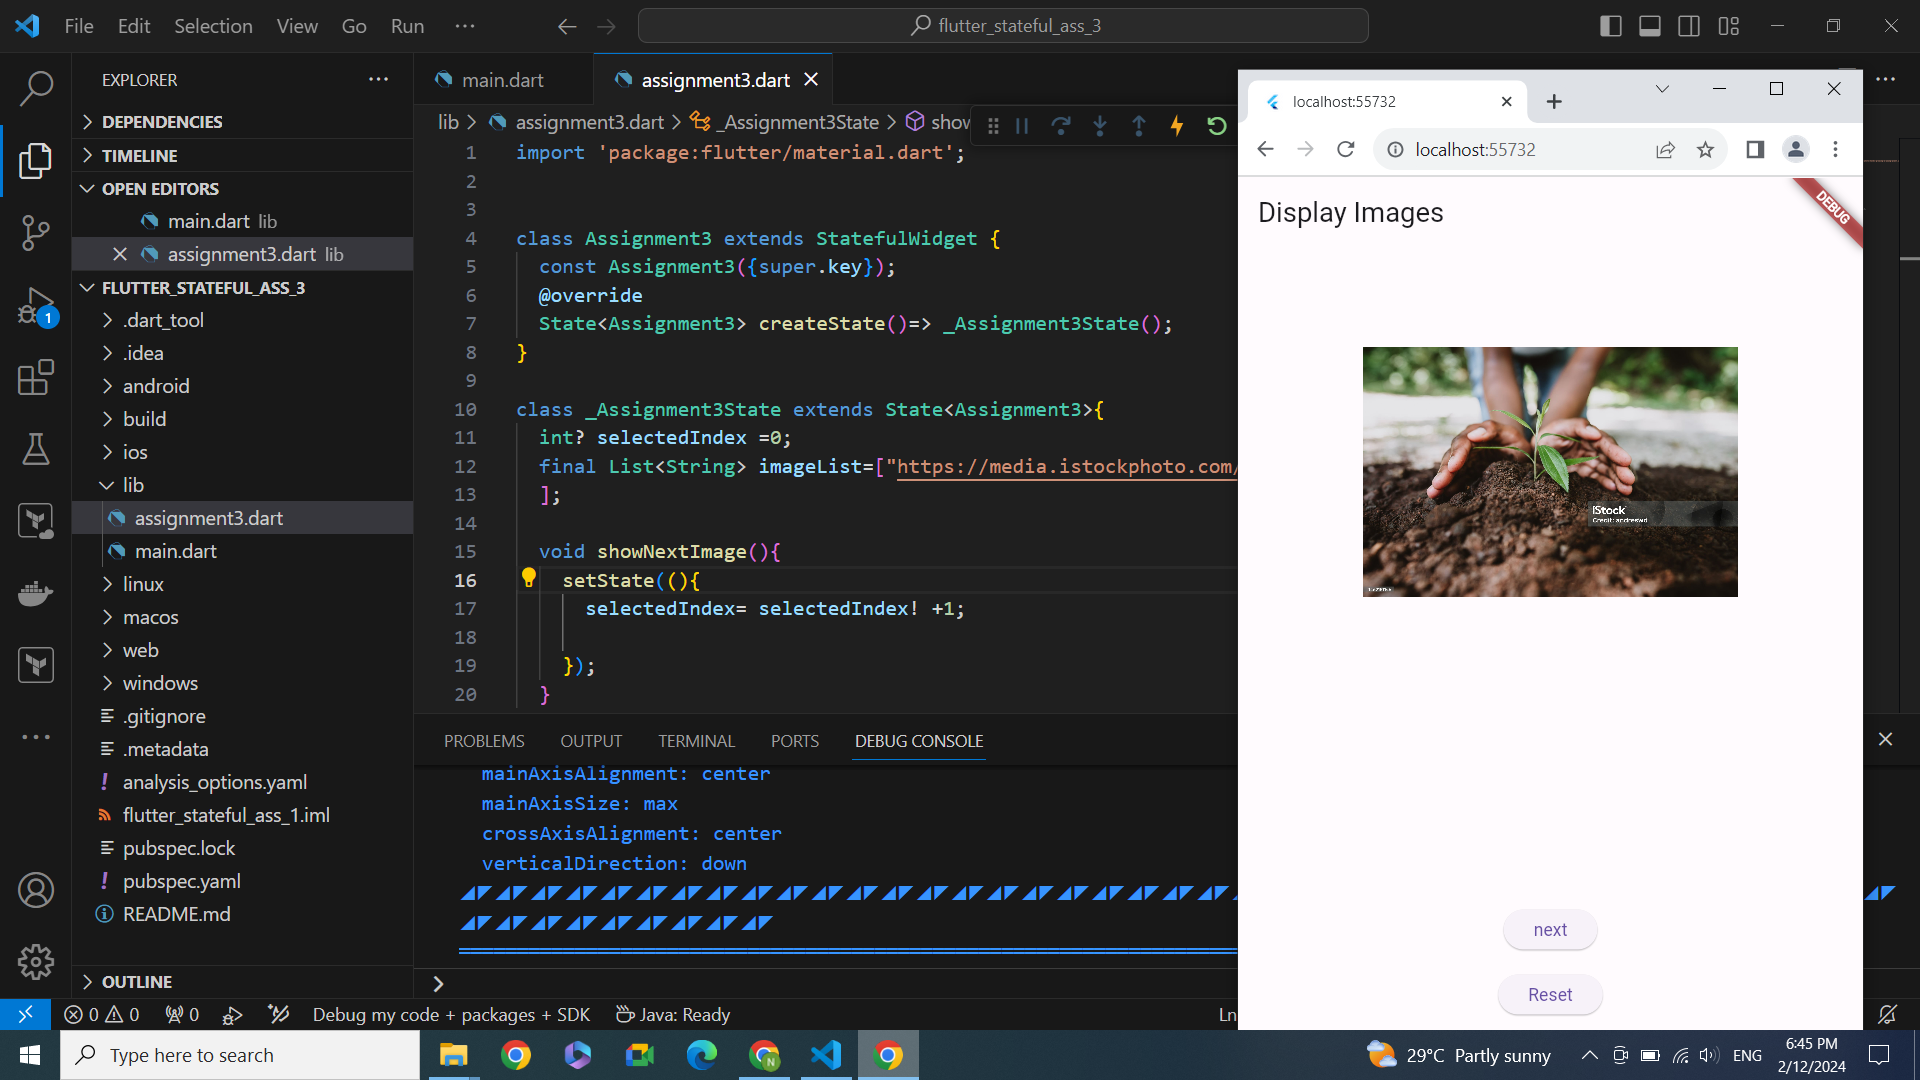 File Edit Selection View Go Run ···
flutter_stateful_ass_3
EXPLORER
DEPENDENCIES
TIMELINE
OPEN EDITORS
main.dart lib
assignment3.dart lib
FLUTTER_STATEFUL_ASS_3
.dart_tool
.idea
android
build
ios
lib
assignment3.dart
main.dart
linux
macos
web
windows
.gitignore
.metadata
analysis_options.yaml
flutter_stateful_ass_1.iml
pubspec.lock
pubspec.yaml
README.md
OUTLINE
1
main.dart
assignment3.dart
lib > assignment3.dart > _Assignment3State > show
1 import 'package:flutter/material.dart';
2
3
4 class Assignment3 extends StatefulWidget {
5 const Assignment3({super.key});
6 @override
7 State<Assignment3> createState()=> _Assignment3State();
8 }
9
10 class _Assignment3State extends State<Assignment3>{
11 int? selectedIndex =0;
12 final List<String> imageList=["https://media.istockphoto.com/
13 ];
14
15 void showNextImage(){
16 setState((){
17 selectedIndex= selectedIndex! +1;
18
19 });
20 }
PROBLEMS OUTPUT TERMINAL PORTS DEBUG CONSOLE
mainAxisAlignment: center
mainAxisSize: max
crossAxisAlignment: center
verticalDirection: down
localhost:55732
localhost:55732
Display Images
DEBUG
iStock
Credit: andreswd
next
Reset
0 0 0 Debug my code + packages + SDK Java: Ready Ln
Type here to search
N
29°C Partly sunny
ENG
6:45 PM
2/12/2024